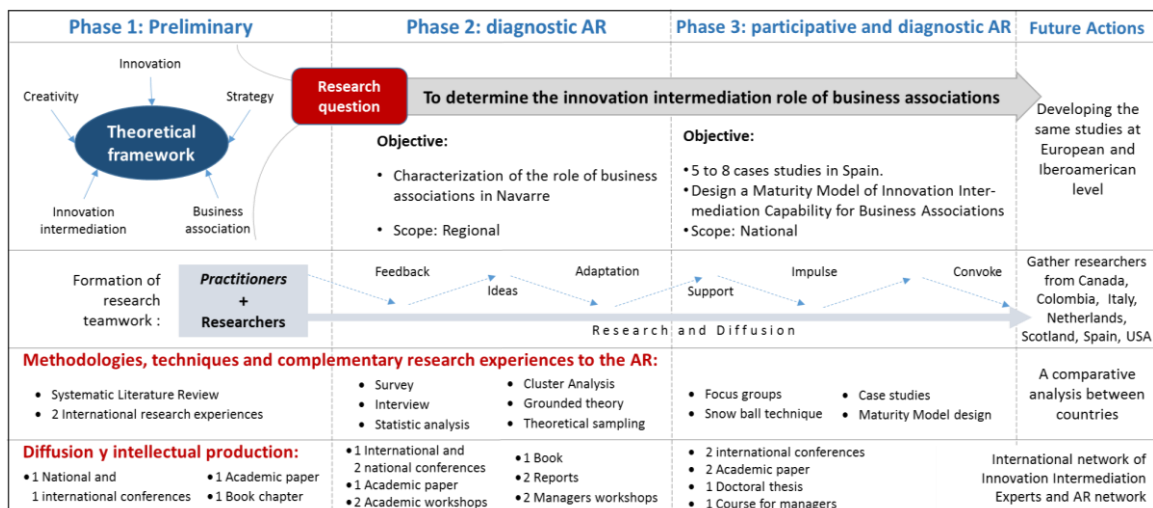 Phase 1: Preliminary
Phase 2: diagnostic AR
Phase 3: participative and diagnostic AR
Future Actions
Innovation
Creativity
Strategy
Theoretical
framework
Innovation
intermediation
Business
association
Research
question
To determine the innovation intermediation role of business associations
Objective:
• Characterization of the role of business
associations in Navarre
• Scope: Regional
Objective:
• 5 to 8 cases studies in Spain.
• Design a Maturity Model of Innovation Inter-
mediation Capability for Business Associations
• Scope: National
Developing the
same studies at
European and
Iberoamerican
level
Formation of
research
teamwork :
Practitioners
+
Researchers
Feedback
Ideas
Adaptation
Support
Impulse
Convoke
Research and Diffusion
Gather researchers
from Canada,
Colombia, Italy,
Netherlands,
Scotland, Spain, USA
Methodologies, techniques and complementary research experiences to the AR:
• Systematic Literature Review
• 2 International research experiences
• Survey
• Interview
• Statistic analysis
• Cluster Analysis
• Grounded theory
• Theoretical sampling
• Focus groups
• Snow ball technique
• Case studies
• Maturity Model design
A comparative
analysis between
countries
Diffusion y intellectual production:
• 1 National and
1 international conferences
• 1 Academic paper
• 1 Book chapter
• 1 International and
2 national conferences
• 1 Academic paper
• 2 Academic workshops
• 1 Book
• 2 Reports
• 2 Managers workshops
• 2 international conferences
• 2 Academic paper
• 1 Doctoral thesis
• 1 Course for managers
International network of
Innovation Intermediation
Experts and AR network